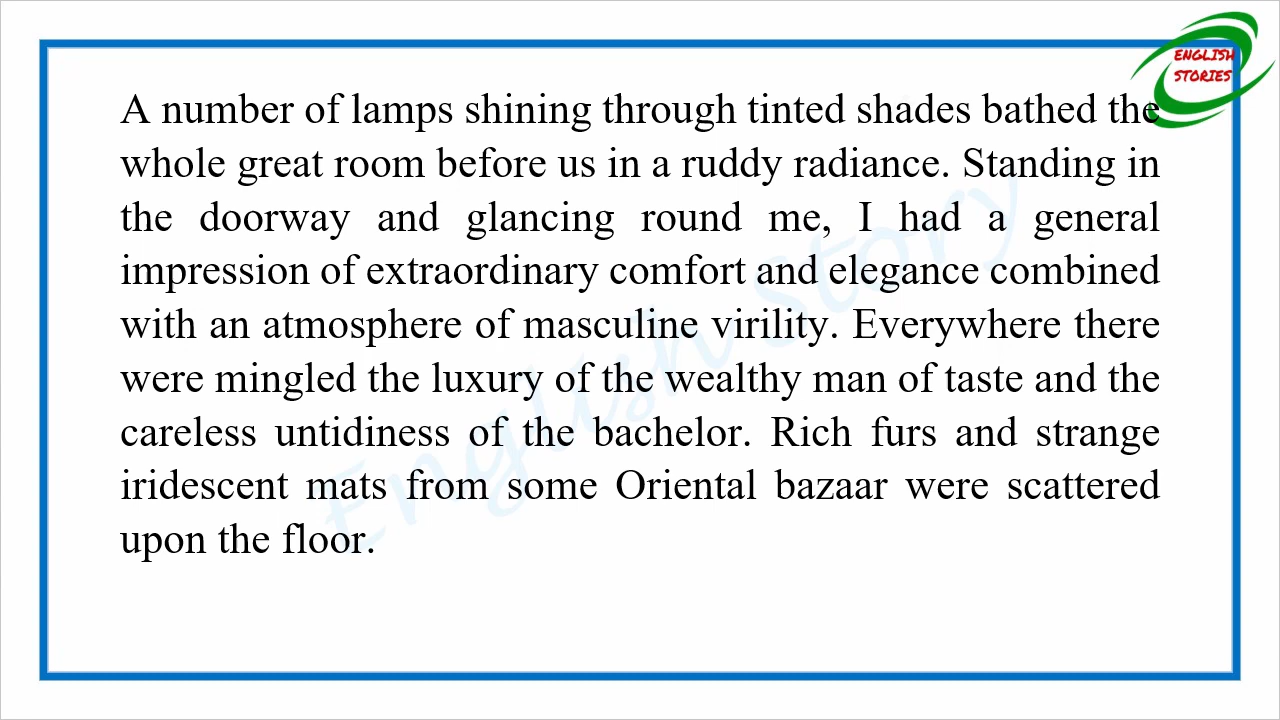 ENGLISH
STORIES
A number of lamps shining through tinted shades bathed the
whole great room before us in a ruddy radiance. Standing in
the doorway and glancing round me, I had a general
impression of extraordinary comfort and elegance combined
with an atmosphere of masculine virility. Everywhere there
were mingled the luxury of the wealthy man of taste and the
careless untidiness of the bachelor. Rich furs and strange
iridescent mats from some Oriental bazaar were scattered
upon the floor.
English Story